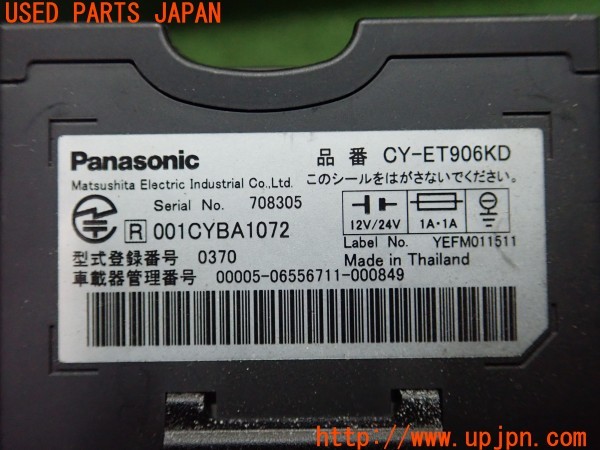 USED PARTS JAPAN
Panasonic 品番 CY-ET906KD
Matsushita Electric Industrial Co.,Ltd. このシールをはがさないでください。
Serial No. 708305
12V/24V 1A・1A
R 001CYBA1072
Label No. YEFM011511
型式登録番号 0370 Made in Thailand
車載器管理番号 00005-06556711-000849
http://www.upjpn.com